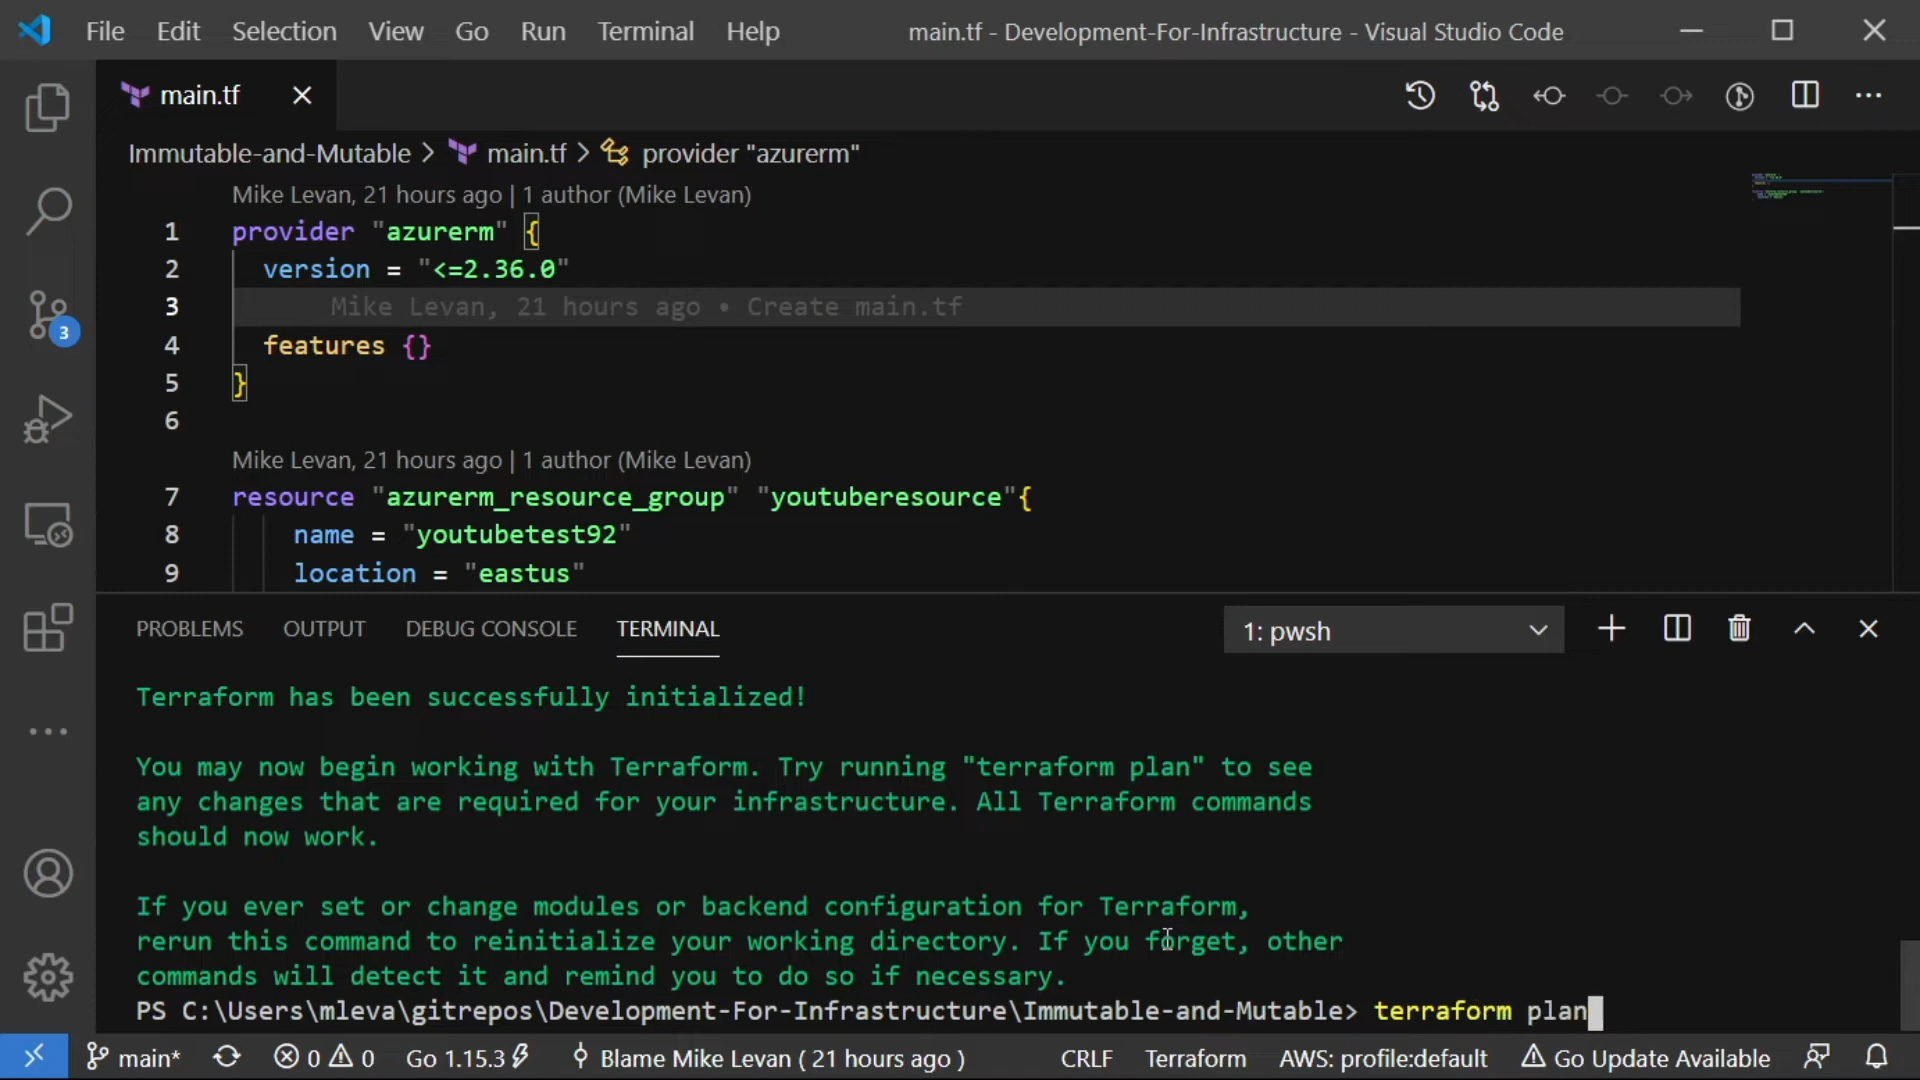 File Edit Selection View Go Run Terminal Help main.tf - Development-For-Infrastructure - Visual Studio Code
main.tf
Immutable-and-Mutable > main.tf > provider "azurerm"
Mike Levan, 21 hours ago | 1 author (Mike Levan)
1 provider "azurerm" {
2 version = "<=2.36.0"
3 Mike Levan, 21 hours ago • Create main.tf
4 features {}
5 }
6
Mike Levan, 21 hours ago | 1 author (Mike Levan)
7 resource "azurerm_resource_group" "youtuberesource"{
8 name = "youtubetest92"
9 location = "eastus"
3
PROBLEMS OUTPUT DEBUG CONSOLE TERMINAL 1: pwsh
Terraform has been successfully initialized!
You may now begin working with Terraform. Try running "terraform plan" to see
any changes that are required for your infrastructure. All Terraform commands
should now work.
If you ever set or change modules or backend configuration for Terraform,
rerun this command to reinitialize your working directory. If you forget, other
commands will detect it and remind you to do so if necessary.
PS C:\Users\mleva\gitrepos\Development-For-Infrastructure\Immutable-and-Mutable> terraform plan
main* 0 0 Go 1.15.3 Blame Mike Levan ( 21 hours ago ) CRLF Terraform AWS: profile:default Go Update Available